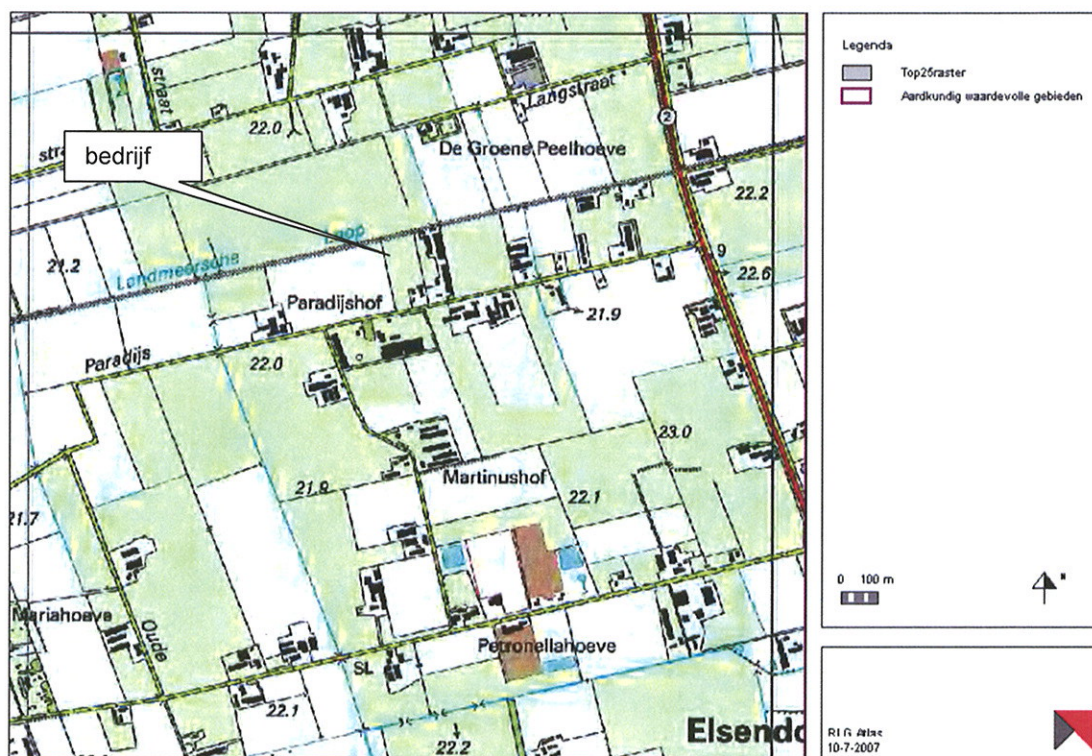 straat
22.0
Langstraat
2
De Groene Peelhoeve
bedrijf
22.2
21.2
Landmeersche Loop
9
22.6
Paradijshof
21.9
Paradijs
22.0
23.0
Martinushof
21.9
22.1
21.7
Mariahoeve
Oude
Petronellahoeve
SL
22.1
22.2
Elsendo
Legenda
Top25raster
Aardkundig waardevolle gebieden
0 100 m
10-7-2007